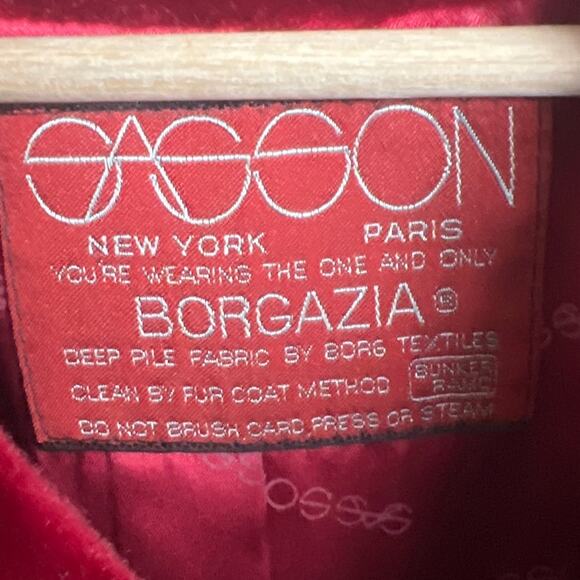 SASSON
NEW YORK PARIS
YOU'RE WEARING THE ONE AND ONLY
BORGAZIA ®
DEEP PILE FABRIC BY BORG TEXTILES
CLEAN BY FUR COAT METHOD
BUNKER RAMO
DO NOT BRUSH CARD PRESS OR STEAM
SASSON